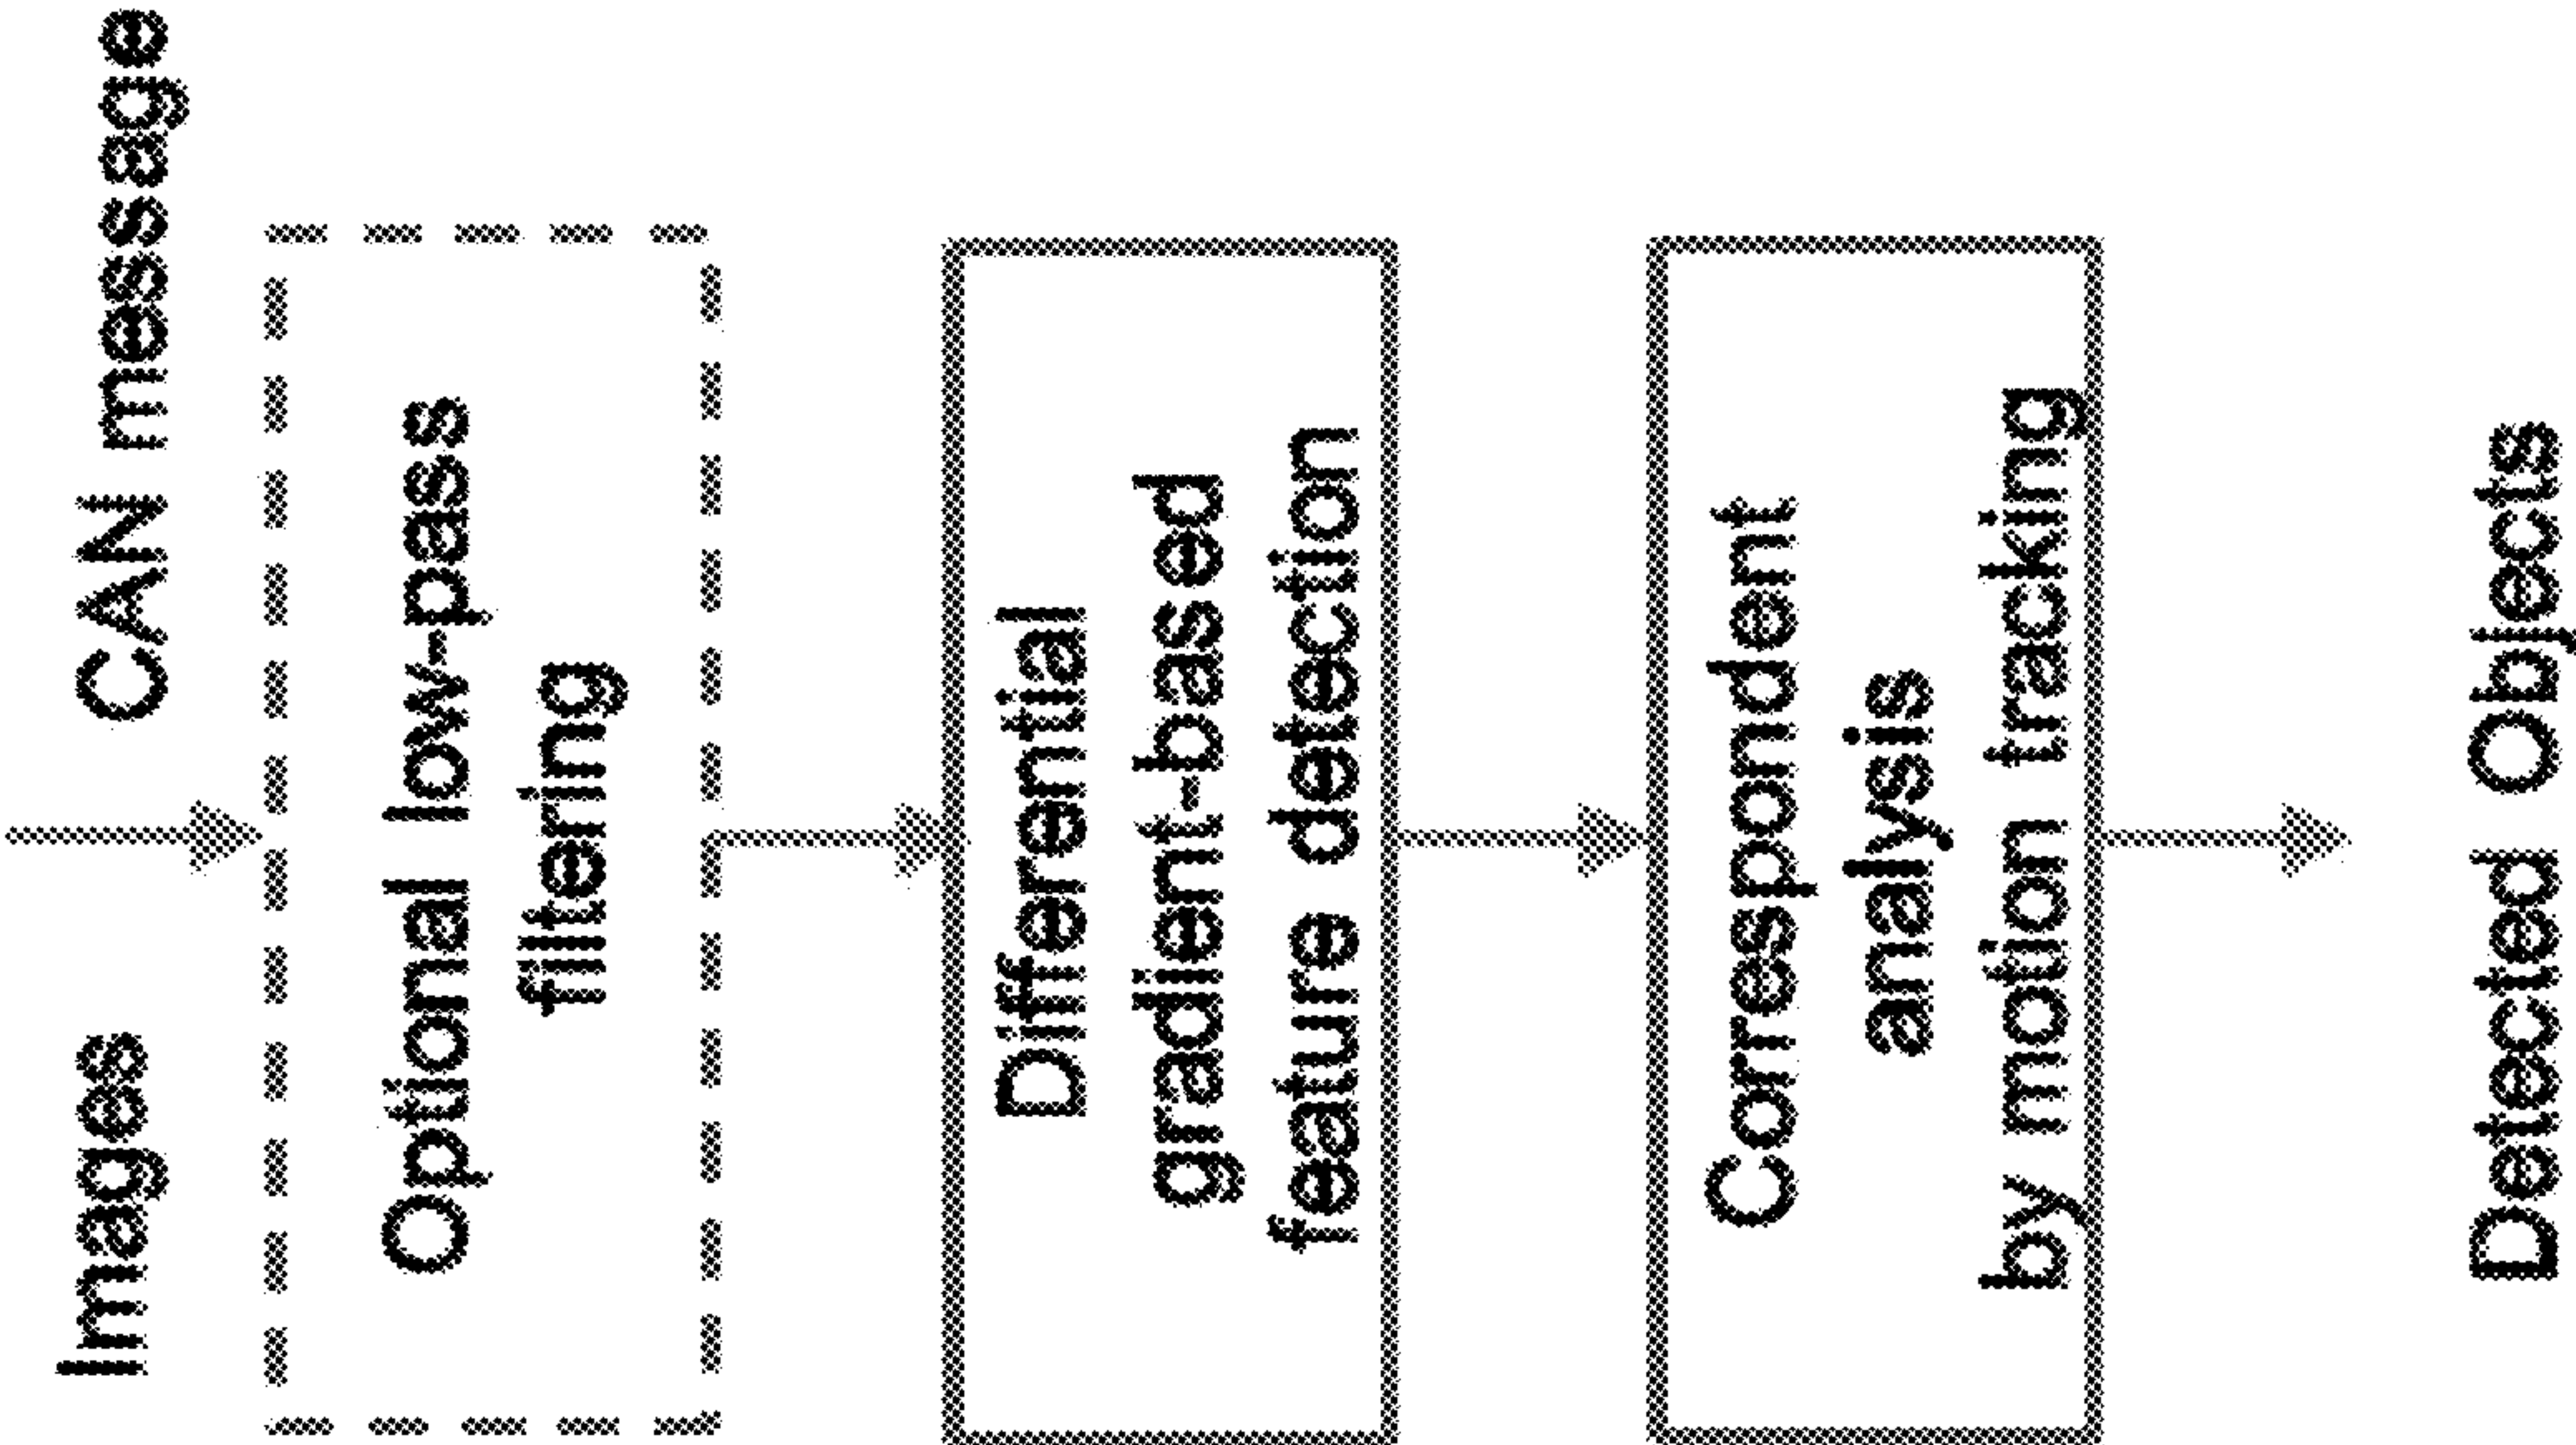 Images CAN message
Optional low-pass
filtering
Differential
gradient-based
feature detection
Correspondent
analysis
by motion tracking
Detected Objects